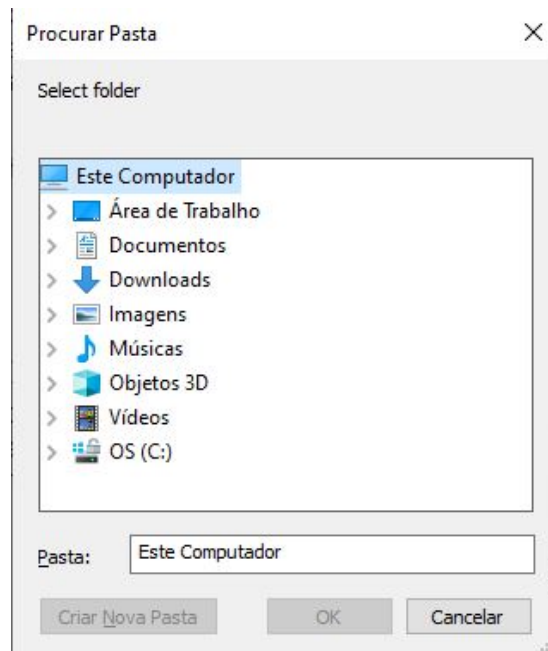 Procurar Pasta
Select folder
Este Computador
Área de Trabalho
Documentos
Downloads
Imagens
Músicas
Objetos 3D
Vídeos
OS (C:)
Pasta: Este Computador
Criar Nova Pasta OK Cancelar